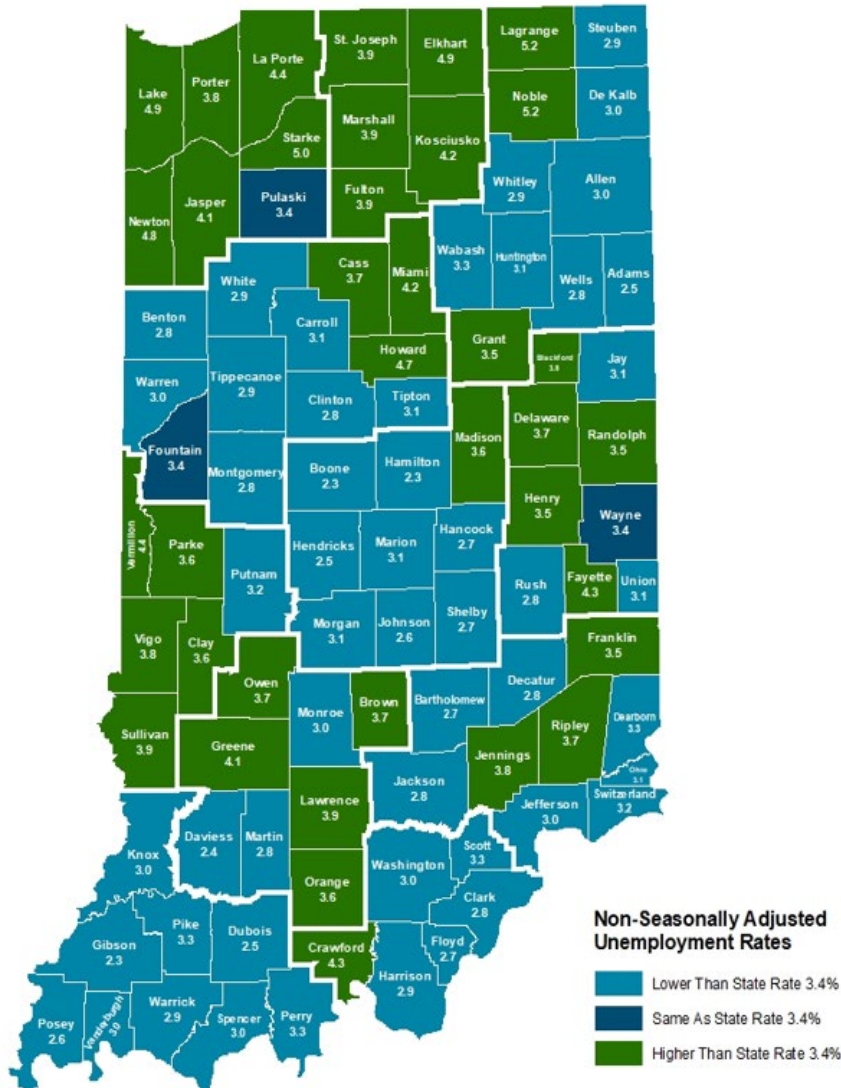 St. Joseph
3.9
Elkhart
4.9
Lagrange
5.2
Steuben
2.9
La Porte
4.4
Lake
4.9
Porter
3.8
Noble
5.2
De Kalb
3.0
Marshall
3.9
Starke
5.0
Kosciusko
4.2
Whitley
2.9
Allen
3.0
Newton
4.8
Jasper
4.1
Pulaski
3.4
Fulton
3.9
Wabash
3.3
Huntington
3.1
Wells
2.8
Adams
2.5
White
2.9
Cass
3.7
Miami
4.2
Benton
2.8
Carroll
3.1
Grant
3.5
Blackford
3.8
Jay
3.1
Howard
4.7
Warren
3.0
Tippecanoe
2.9
Clinton
2.8
Tipton
3.1
Madison
3.6
Delaware
3.7
Randolph
3.5
Fountain
3.4
Montgomery
2.8
Boone
2.3
Hamilton
2.3
Henry
3.5
Wayne
3.4
Vermillion
4.4
Parke
3.6
Putnam
3.2
Hendricks
2.5
Marion
3.1
Hancock
2.7
Rush
2.8
Fayette
4.3
Union
3.1
Vigo
3.8
Clay
3.6
Morgan
3.1
Johnson
2.6
Shelby
2.7
Franklin
3.5
Owen
3.7
Sullivan
3.9
Greene
4.1
Monroe
3.0
Brown
3.7
Bartholomew
2.7
Decatur
2.8
Jennings
3.8
Ripley
3.7
Dearborn
3.3
Ohio
3.1
Switzerland
3.2
Jefferson
3.0
Jackson
2.8
Lawrence
3.9
Knox
3.0
Daviess
2.4
Martin
2.8
Orange
3.6
Washington
3.0
Scott
3.3
Clark
2.8
Floyd
2.7
Harrison
2.9
Crawford
4.3
Gibson
2.3
Pike
3.3
Dubois
2.5
Posey
2.6
Vanderburgh
3.0
Warrick
2.9
Spencer
3.0
Perry
3.3
Non-Seasonally Adjusted
Unemployment Rates
Lower Than State Rate 3.4%
Same As State Rate 3.4%
Higher Than State Rate 3.4%